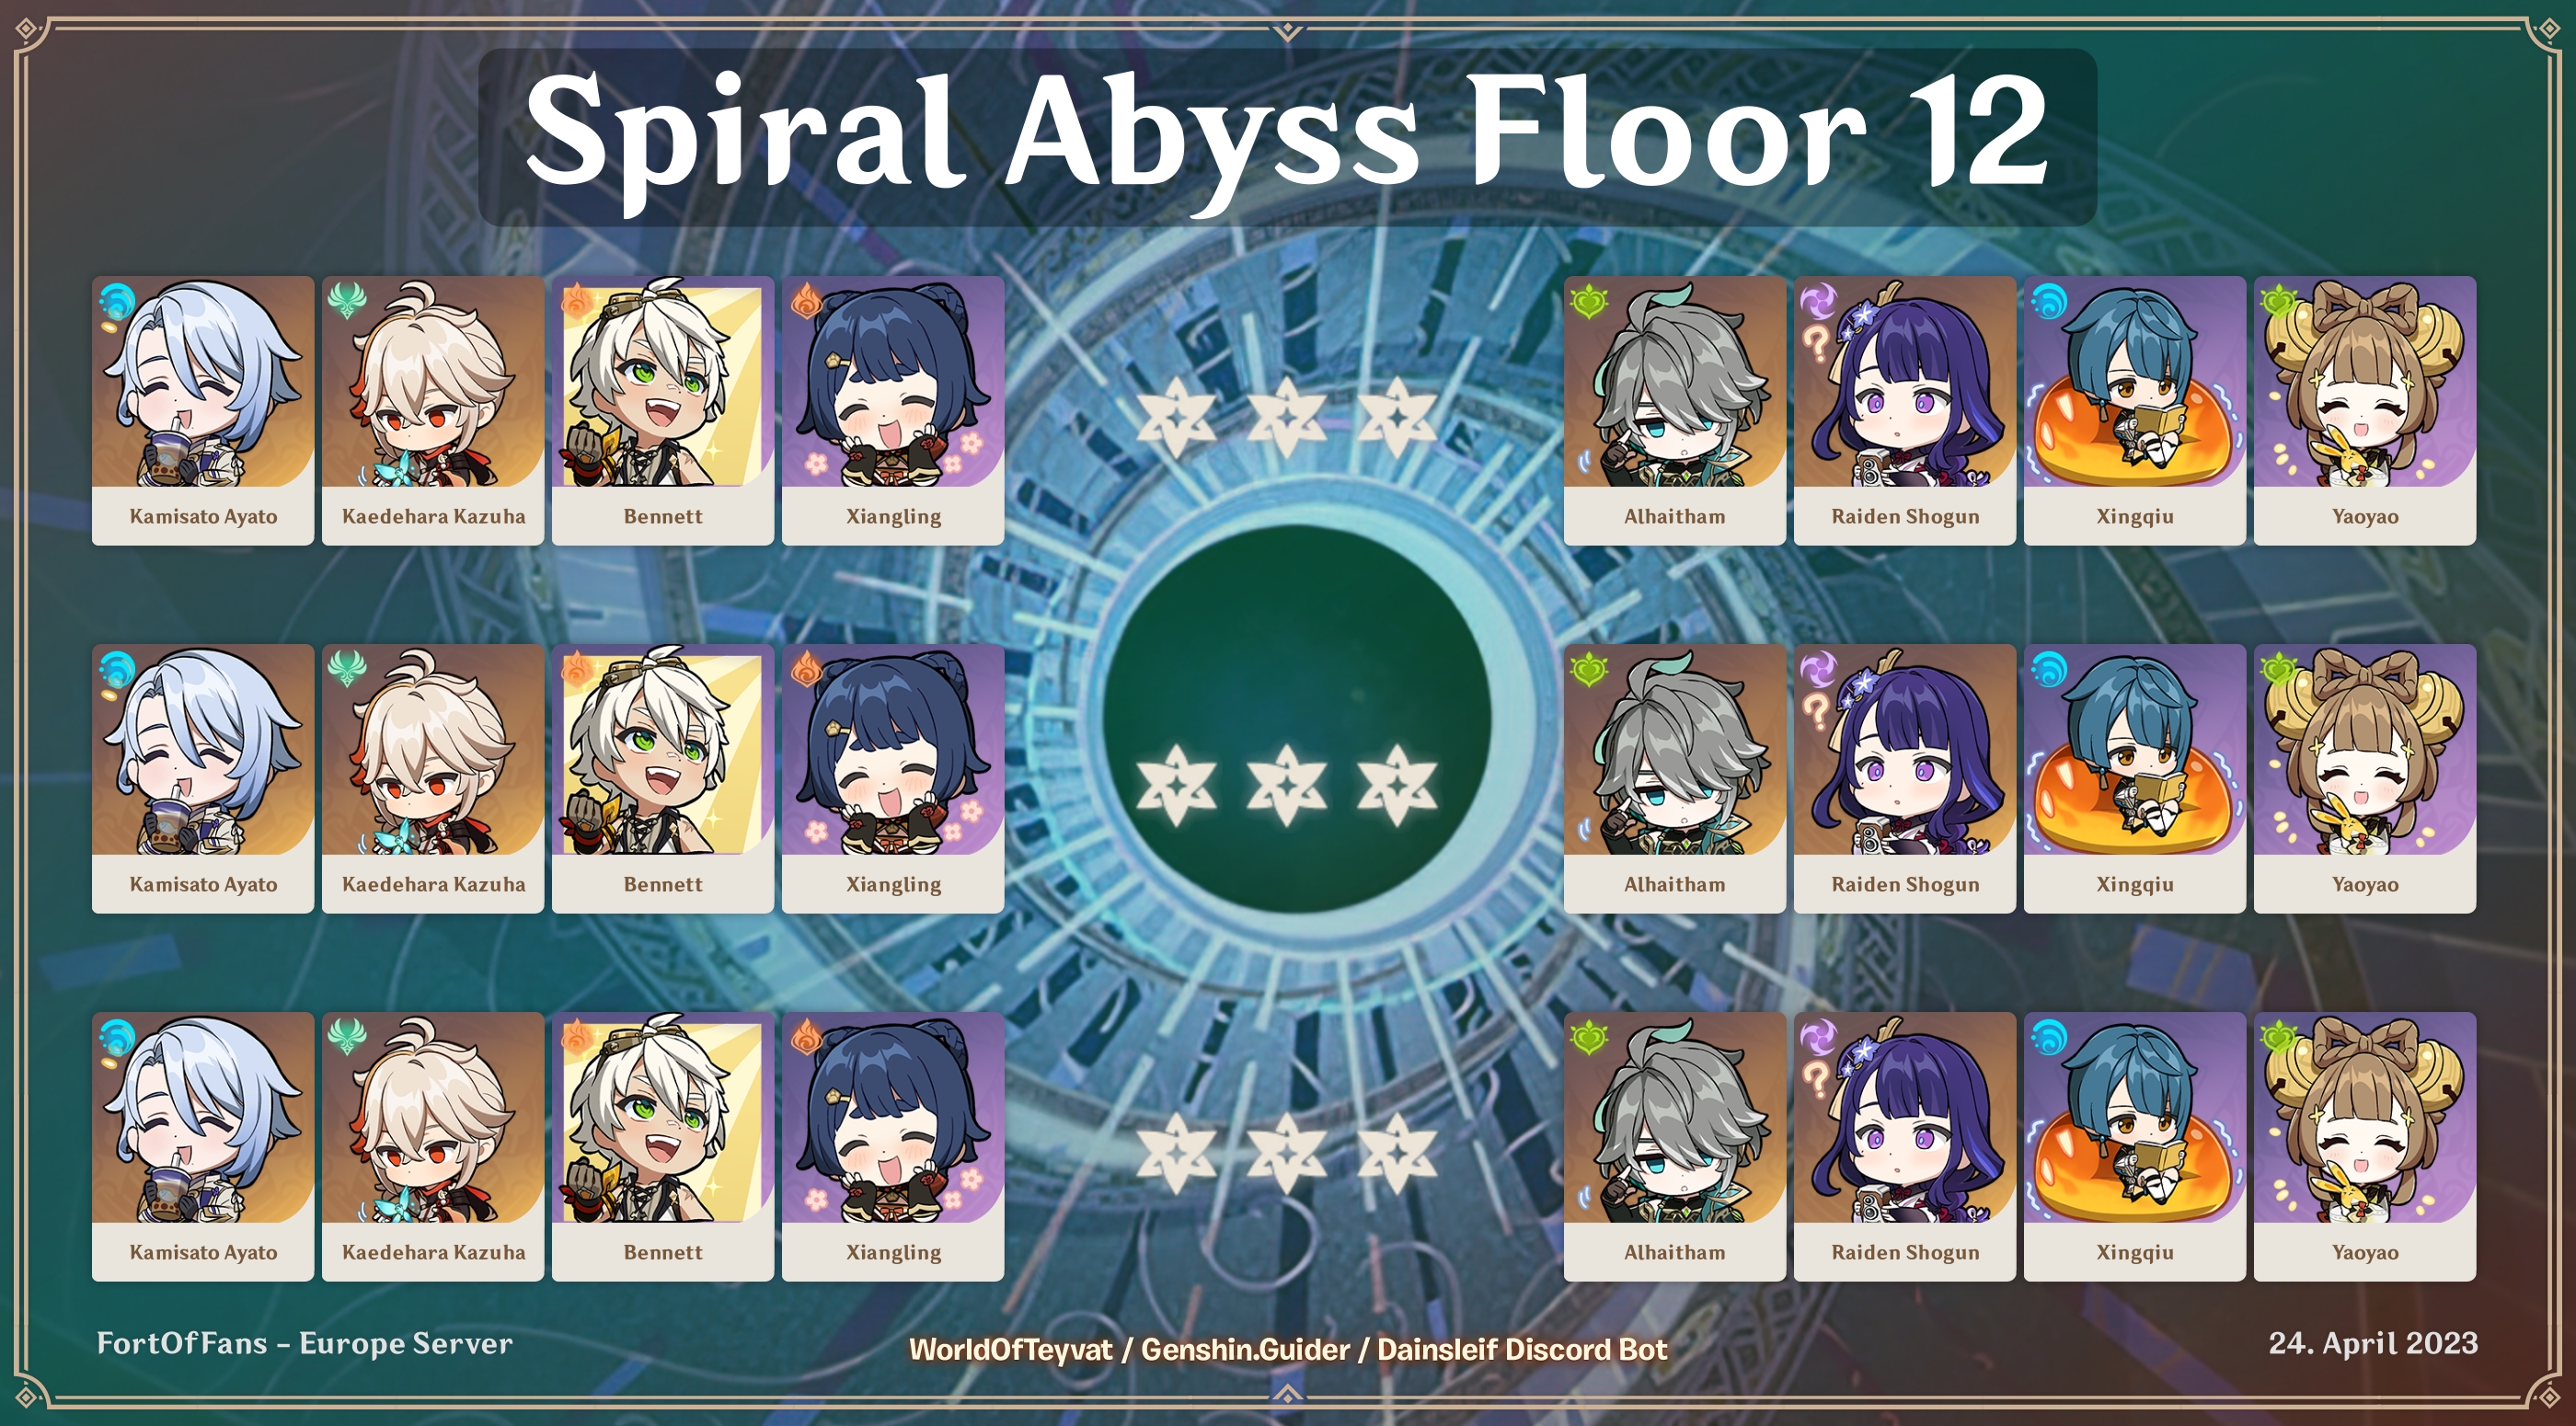 Spiral Abyss Floor 12
Kamisato Ayato
Kaedehara Kazuha
Bennett
Xiangling
Alhaitham
Raiden Shogun
Xingqiu
Yaoyao
Kamisato Ayato
Kaedehara Kazuha
Bennett
Xiangling
Alhaitham
Raiden Shogun
Xingqiu
Yaoyao
Kamisato Ayato
Kaedehara Kazuha
Bennett
Xiangling
Alhaitham
Raiden Shogun
Xingqiu
Yaoyao
FortOfFans - Europe Server
WorldOfTeyvat / Genshin.Guider / Dainsleif Discord Bot
24. April 2023